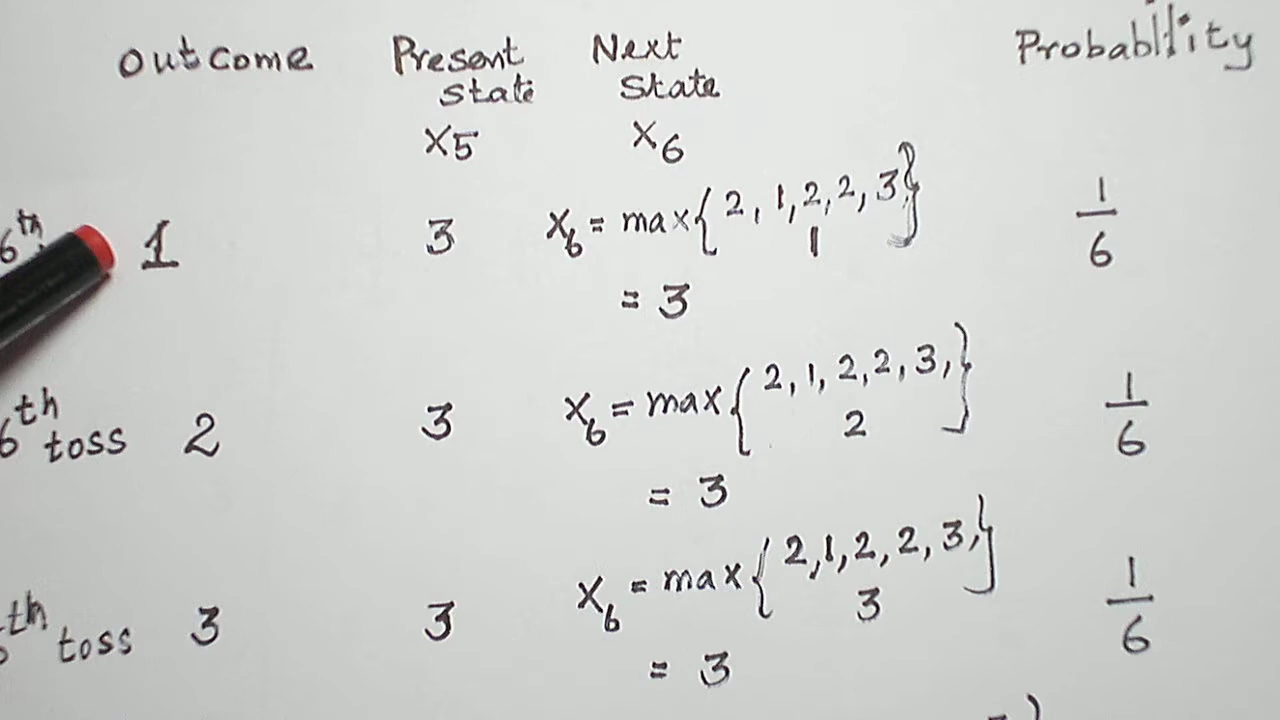 Outcome Present State Next State Probability
X5 X6
6th 1 3 X6 = max{2, 1, 2, 2, 3, 1} 1/6
= 3
6th toss 2 3 X6 = max{2, 1, 2, 2, 3, 2} 1/6
= 3
6th toss 3 3 X6 = max{2, 1, 2, 2, 3, 3} 1/6
= 3